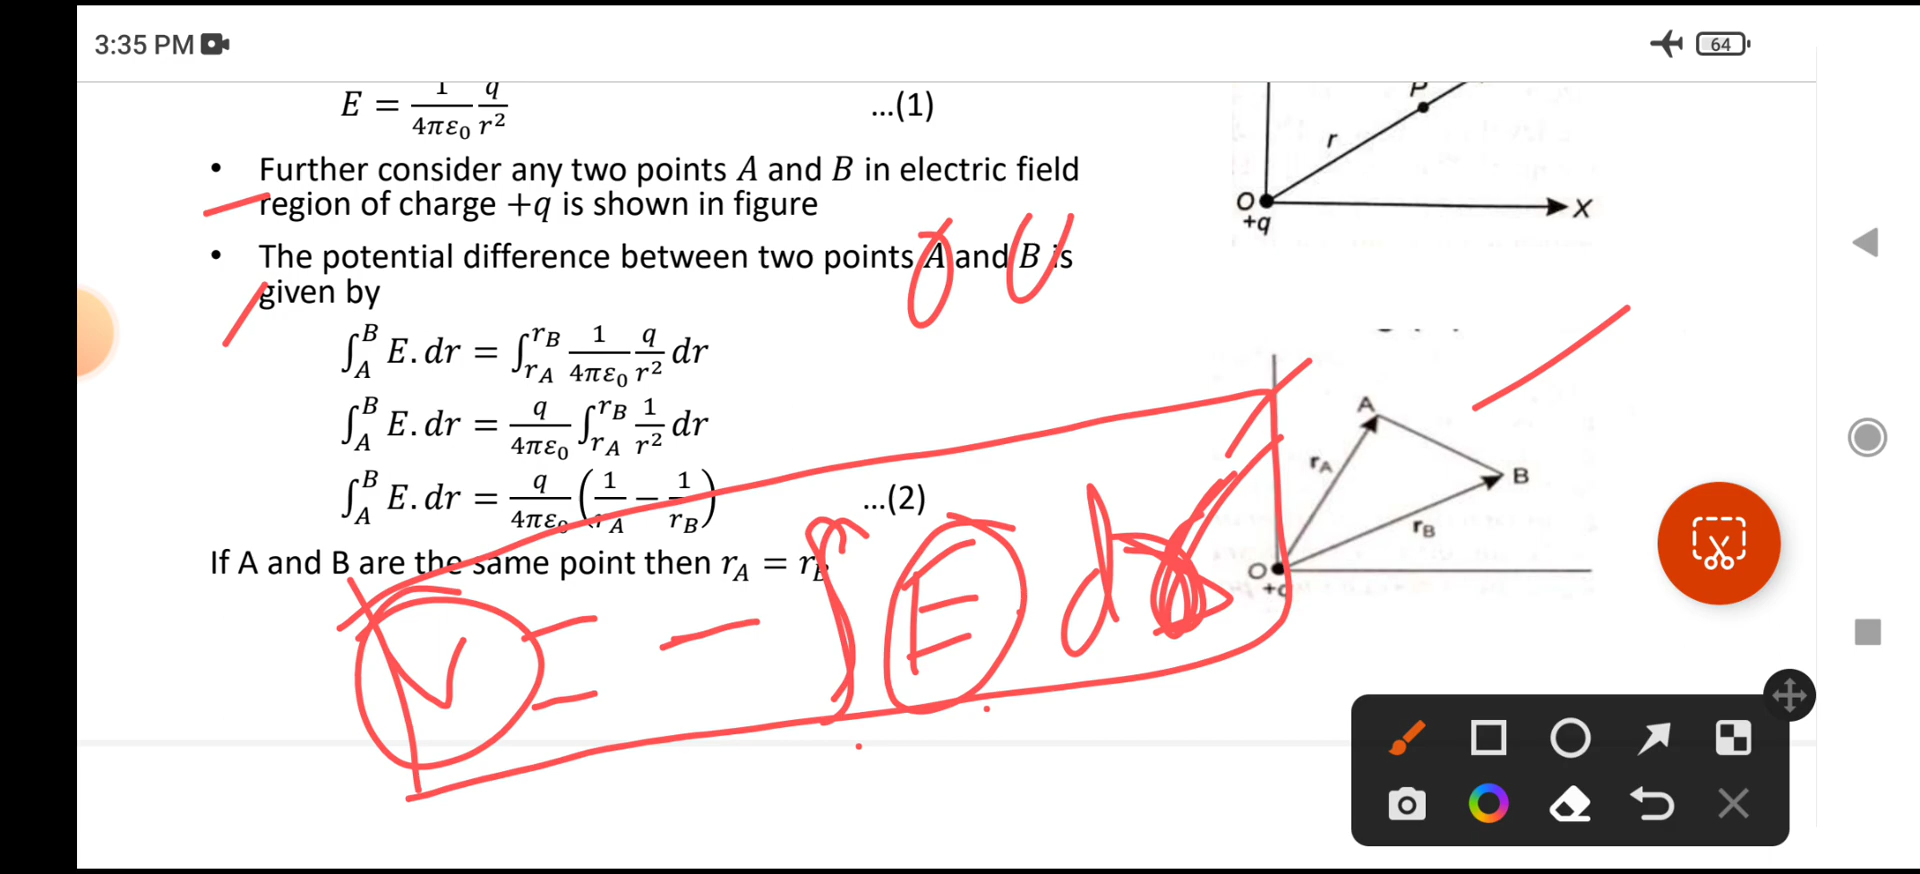 3:35 PM
64
E = 1/4πε₀ q/r² ...(1)
• Further consider any two points A and B in electric field
region of charge +q is shown in figure
• The potential difference between two points A and B is
given by
∫_A^B E. dr = ∫_{r_A}^{r_B} 1/4πε₀ q/r² dr
∫_A^B E. dr = q/4πε₀ ∫_{r_A}^{r_B} 1/r² dr
∫_A^B E. dr = q/4πε₀ (1/r_A − 1/r_B) ...(2)
If A and B are the same point then r_A = r_B
V = − ∫ E
P
r
O
+q
X
A
r_A
B
r_B
O